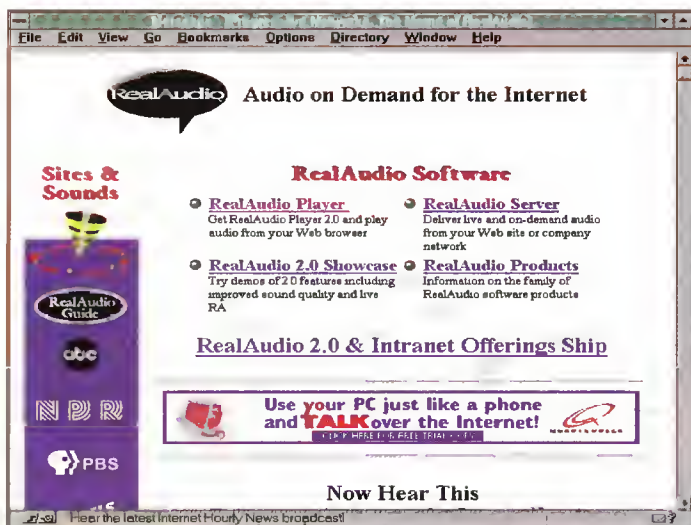 File Edit View Go Bookmarks Options Directory Window Help
RealAudio Audio on Demand for the Internet
Sites &
Sounds
RealAudio
Guide
abc
NPR
PBS
RealAudio Software
RealAudio Player
Get RealAudio Player 2.0 and play
audio from your Web browser
RealAudio Server
Deliver live and on-demand audio
from your Web site or company
network
RealAudio 2.0 Showcase
Try demos of 2.0 features including
improved sound quality and live
RA
RealAudio Products
Information on the family of
RealAudio software products
RealAudio 2.0 & Intranet Offerings Ship
Use your PC just like a phone
and TALK over the Internet!
CLICK HERE FOR FREE TRIAL
Now Hear This
Hear the latest Internet Hourly News broadcast!